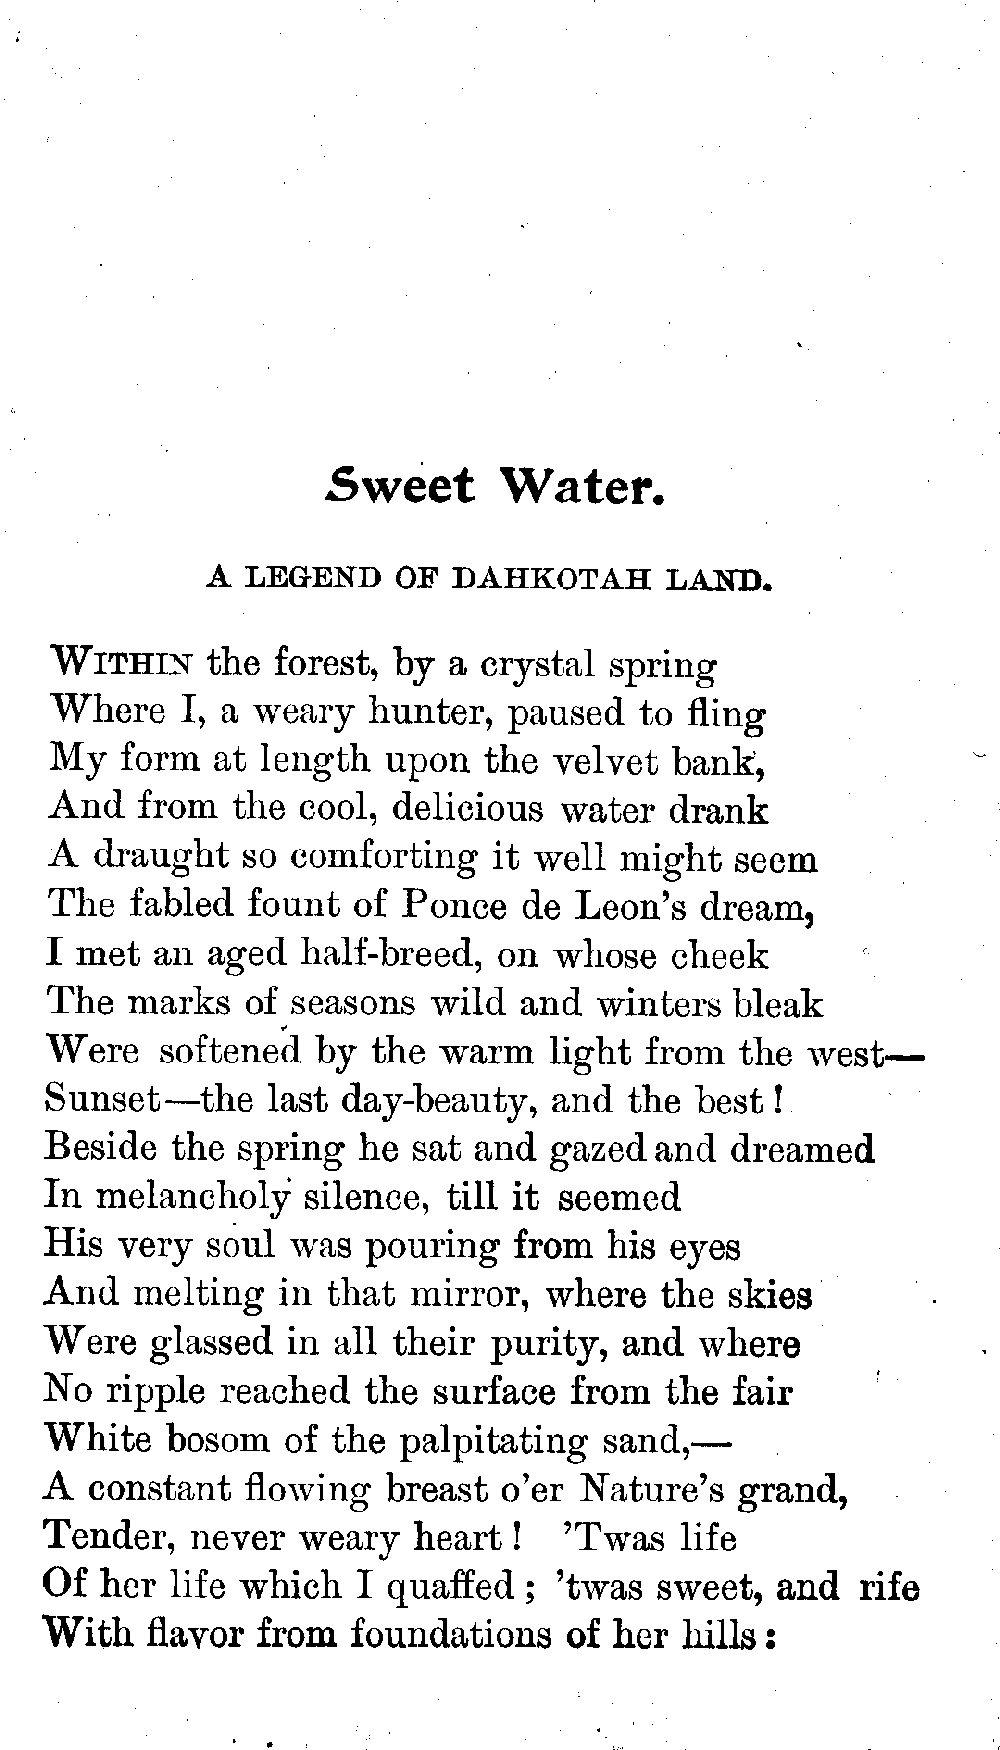 Sweet Water.
A LEGEND OF DAHKOTAH LAND.
WITHIN the forest, by a crystal spring
Where I, a weary hunter, paused to fling
My form at length upon the velvet bank,
And from the cool, delicious water drank
A draught so comforting it well might seem
The fabled fount of Ponce de Leon’s dream,
I met an aged half-breed, on whose cheek
The marks of seasons wild and winters bleak
Were softened by the warm light from the west—
Sunset—the last day-beauty, and the best !
Beside the spring he sat and gazed and dreamed
In melancholy silence, till it seemed
His very soul was pouring from his eyes
And melting in that mirror, where the skies
Were glassed in all their purity, and where
No ripple reached the surface from the fair
White bosom of the palpitating sand,—
A constant flowing breast o’er Nature’s grand,
Tender, never weary heart ! ’Twas life
Of her life which I quaffed ; ’twas sweet, and rife
With flavor from foundations of her hills :